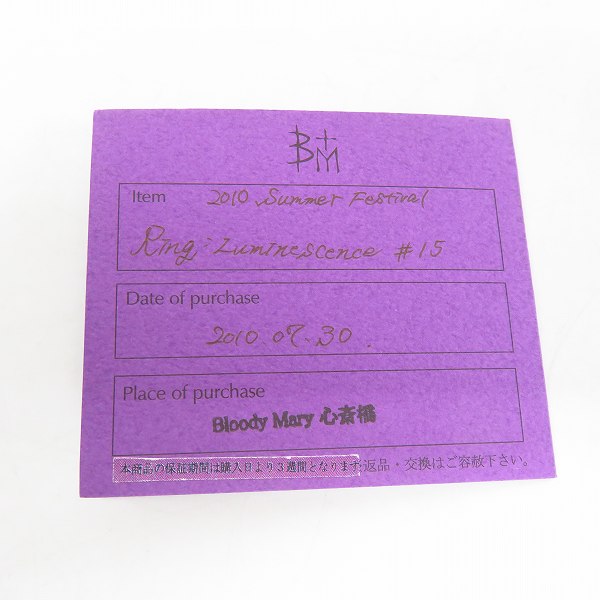 B+M
Item 2010 Summer Festival
Ring: Luminescence #15
Date of purchase
2010 07.30.
Place of purchase
Bloody Mary 心斎橋
本商品の保証期間は購入日より3週間となります 返品・交換はご容赦下さい。